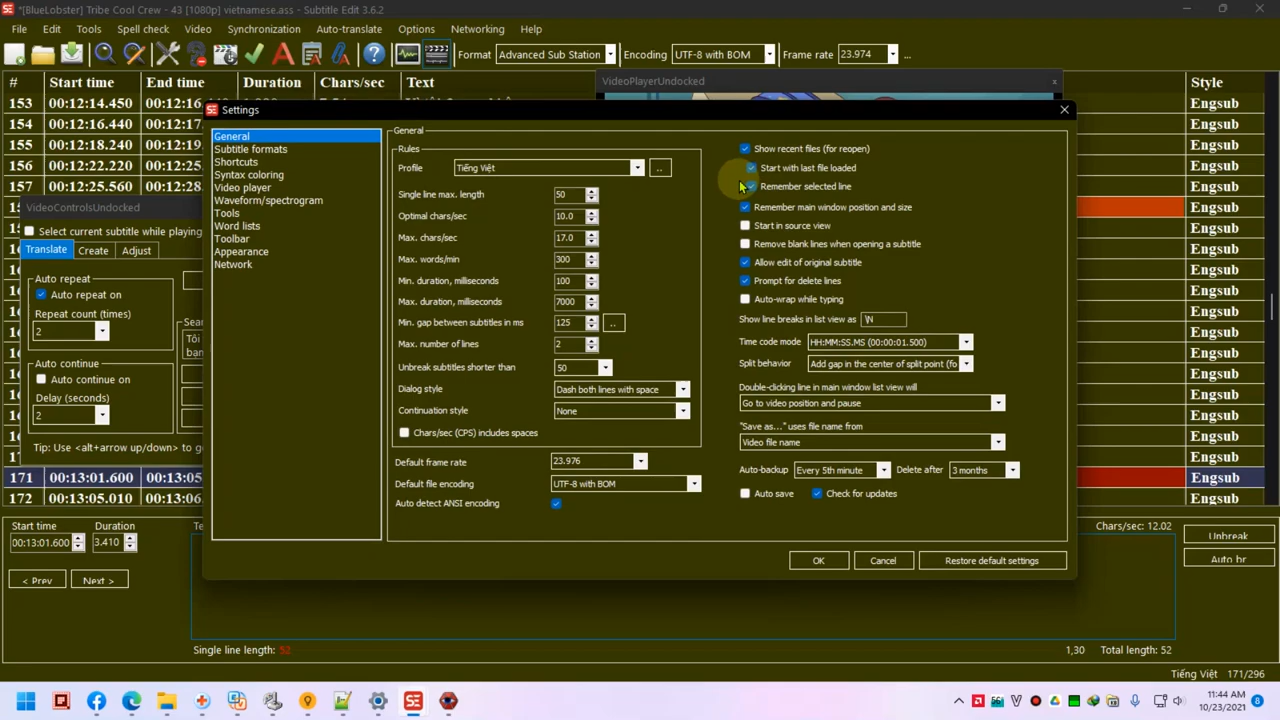 *[BlueLobster] Tribe Cool Crew - 43 [1080p] vietnamese.ass - Subtitle Edit 3.6.2
File Edit Tools Spell check Video Synchronization Auto-translate Options Networking Help
Format Advanced Sub Station Encoding UTF-8 with BOM Frame rate 23.974 ...
# Start time End time Duration Chars/sec Text Style
VideoPlayerUndocked
153 00:12:14.450 00:12:16 Engsub
154 00:12:16.440 00:12:17. Engsub
155 00:12:18.240 00:12:20. Engsub
156 00:12:22.220 00:12:25. Engsub
157 00:12:25.560 00:12:28. Engsub
Engsub
Engsub
Engsub
Engsub
Engsub
Engsub
Engsub
Engsub
Engsub
Engsub
Engsub
Engsub
Engsub
171 00:13:01.600 00:13:05 Engsub
172 00:13:05.010 00:13:06. Engsub
VideoControlsUndocked
Select current subtitle while playing
Translate Create Adjust
Auto repeat
Auto repeat on
Repeat count (times)
2
Auto continue
Auto continue on
Delay (seconds)
2
Sea
Tôi
bạn
Tip: Use <alt+arrow up/down> to g
Settings
General
Subtitle formats
Shortcuts
Syntax coloring
Video player
Waveform/spectrogram
Tools
Word lists
Toolbar
Appearance
Network
General
Rules
Profile Tiếng Việt ..
Single line max. length 50
Optimal chars/sec 10.0
Max. chars/sec 17.0
Max. words/min 300
Min. duration, milliseconds 100
Max. duration, milliseconds 7000
Min. gap between subtitles in ms 125 ..
Max. number of lines 2
Unbreak subtitles shorter than 50
Dialog style Dash both lines with space
Continuation style None
Chars/sec (CPS) includes spaces
Default frame rate 23.976
Default file encoding UTF-8 with BOM
Auto detect ANSI encoding
Show recent files (for reopen)
Start with last file loaded
Remember selected line
Remember main window position and size
Start in source view
Remove blank lines when opening a subtitle
Allow edit of original subtitle
Prompt for delete lines
Auto-wrap while typing
Show line breaks in list view as \N
Time code mode HH:MM:SS.MS (00:00:01.500)
Split behavior Add gap in the center of split point (fo
Double-clicking line in main window list view will
Go to video position and pause
"Save as..." uses file name from
Video file name
Auto-backup Every 5th minute Delete after 3 months
Auto save Check for updates
OK Cancel Restore default settings
Start time Duration
00:13:01.600 3.410
< Prev Next >
Chars/sec: 12.02
Unbreak
Auto br
Single line length: 52 1,30 Total length: 52
Tiếng Việt 171/296
11:44 AM
10/23/2021
8